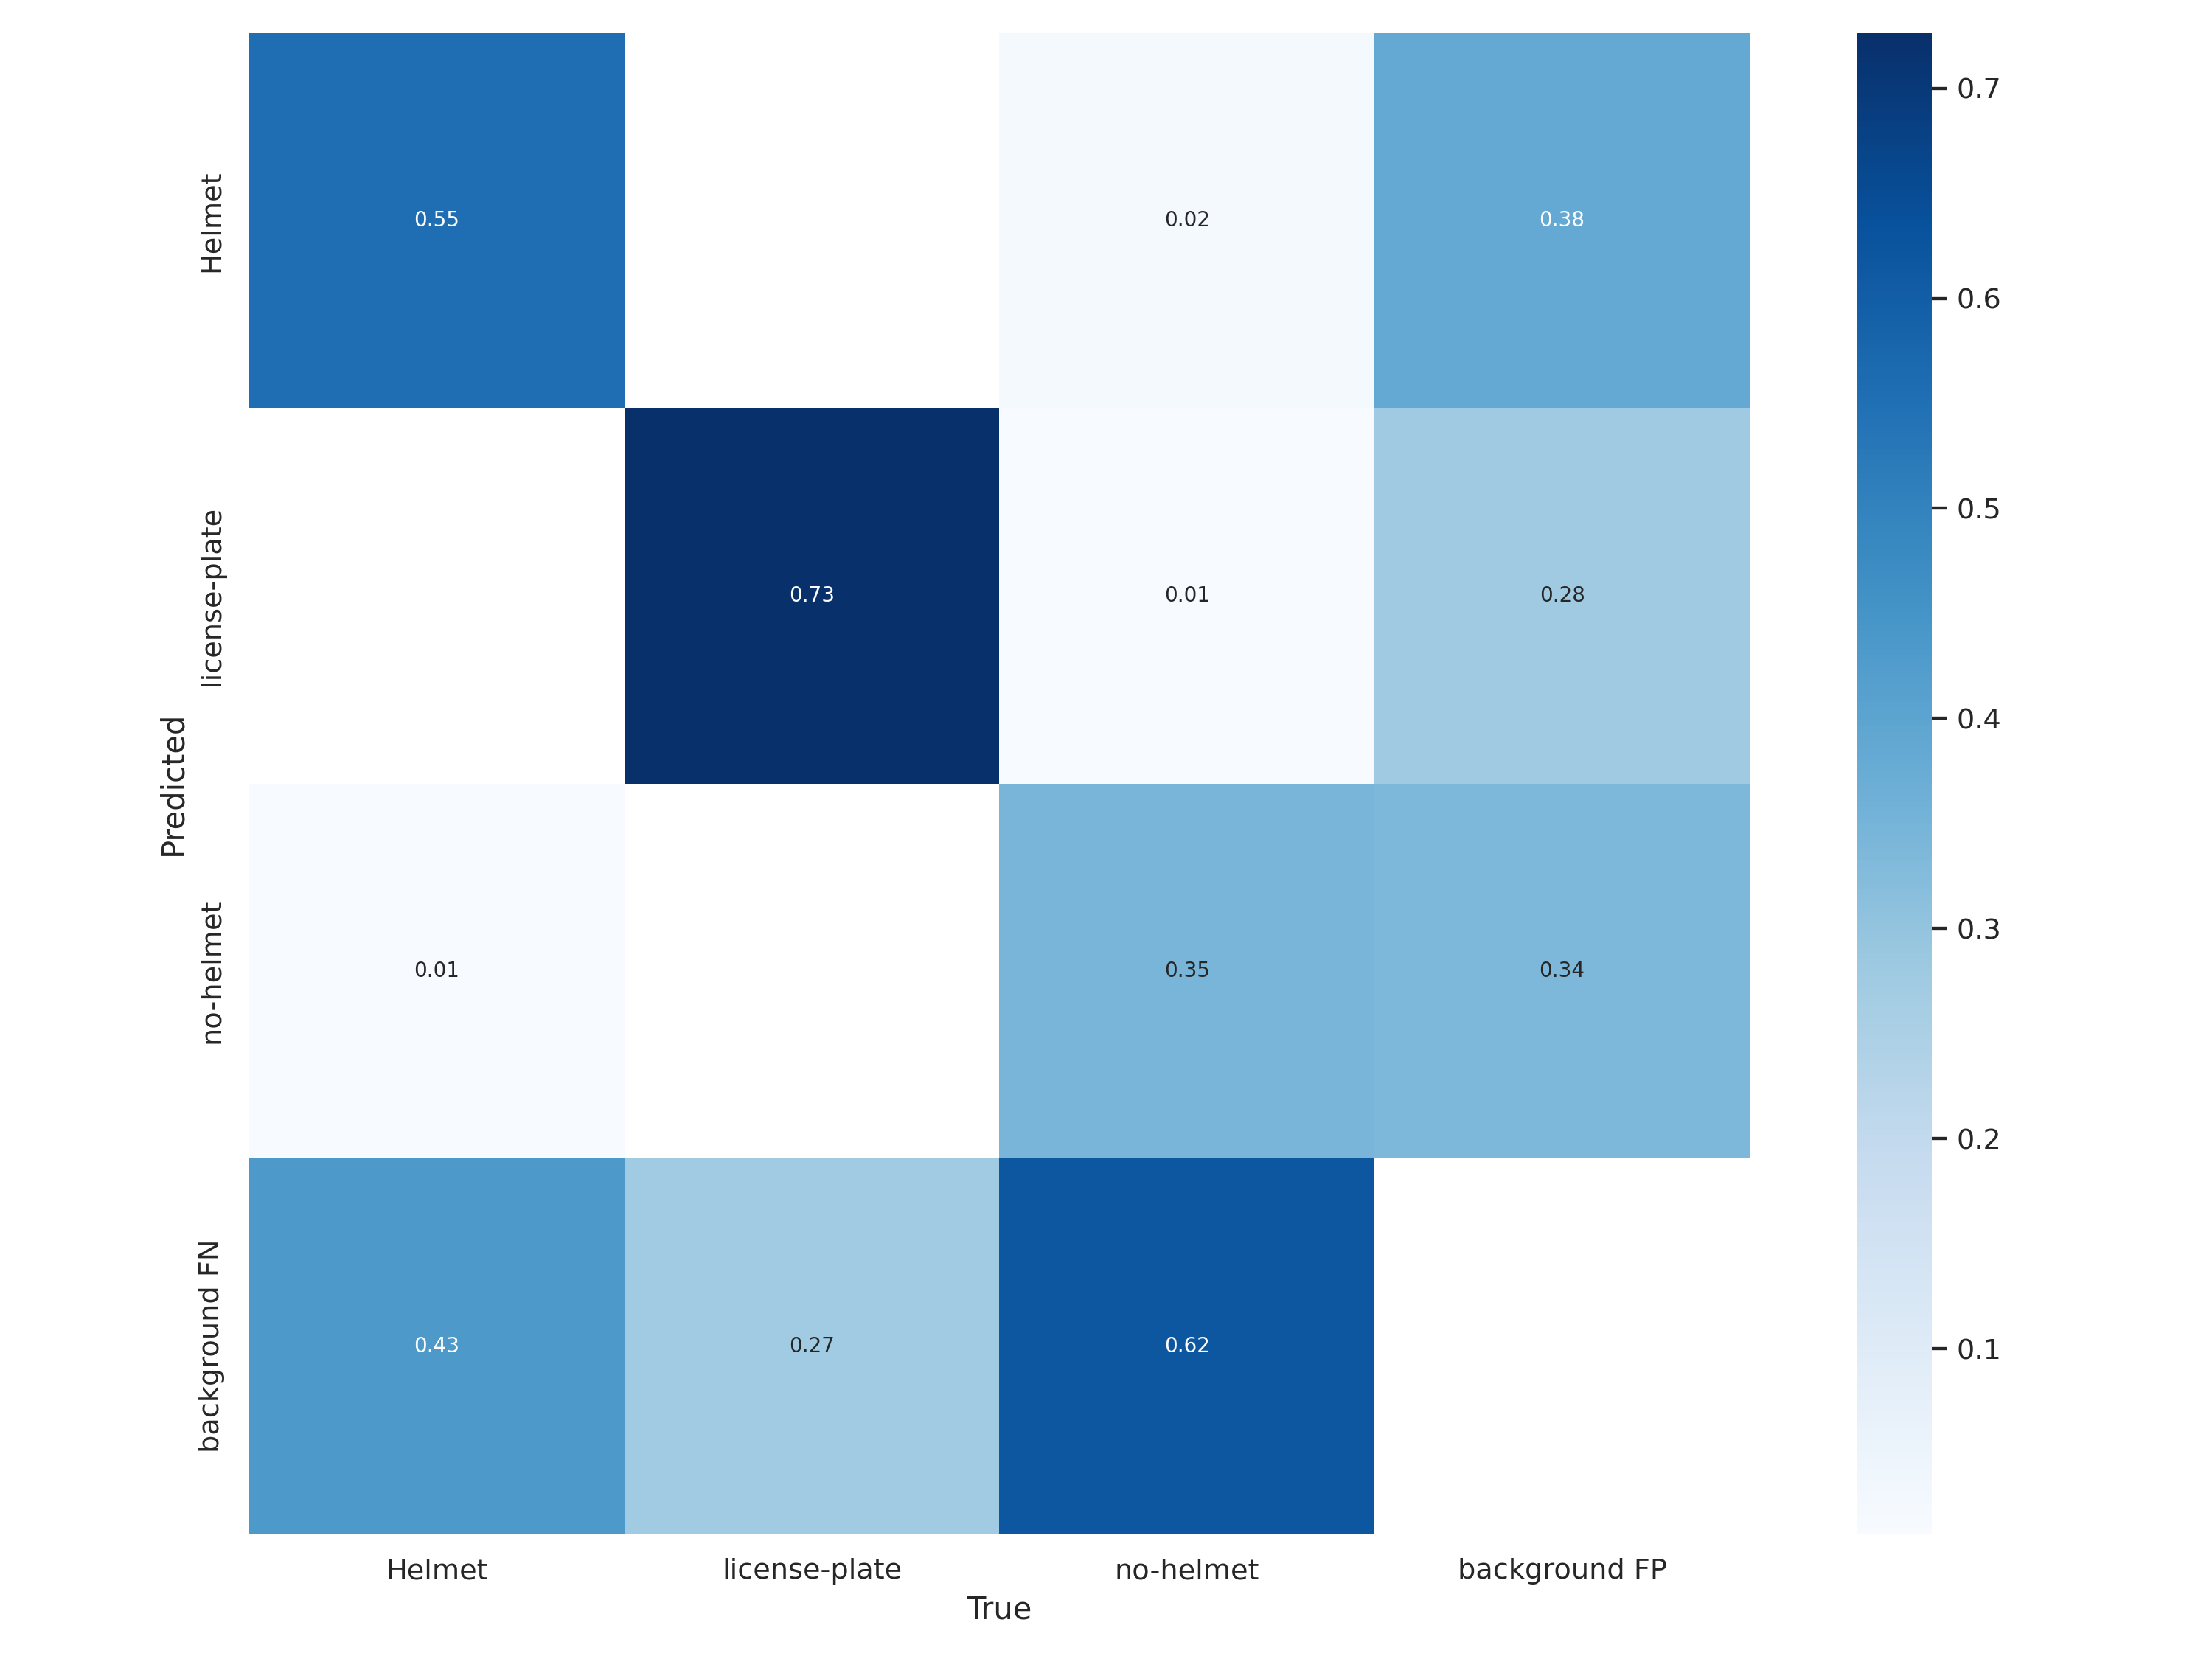 Predicted
Helmet
0.55
0.02
0.38
license-plate
0.73
0.01
0.28
no-helmet
0.01
0.35
0.34
background FN
0.43
0.27
0.62
Helmet
license-plate
no-helmet
background FP
True
0.7
0.6
0.5
0.4
0.3
0.2
0.1